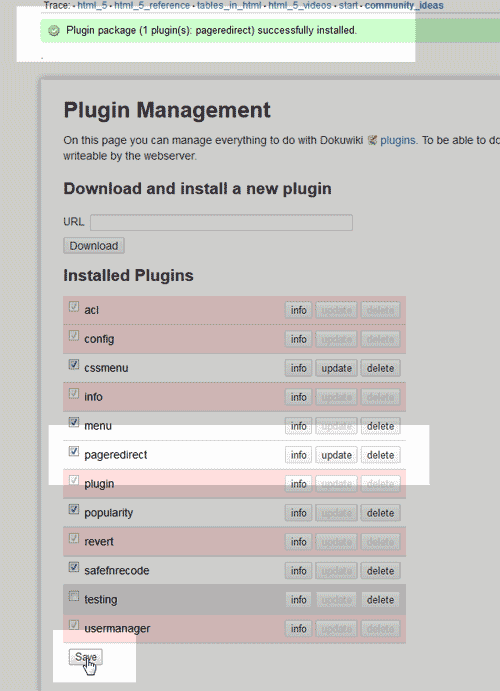 Trace: • html_5 • html_5_reference • tables_in_html • html_5_videos • start • community_ideas
Plugin package (1 plugin(s): pageredirect) successfully installed.
Plugin Management
On this page you can manage everything to do with Dokuwiki plugins. To be able to do
writeable by the webserver.
Download and install a new plugin
URL
Download
Installed Plugins
acl info update delete
config info update delete
cssmenu info update delete
info info update delete
menu info update delete
pageredirect info update delete
plugin info update delete
popularity info update delete
revert info update delete
safefnrecode info update delete
testing info update delete
usermanager info update delete
Save